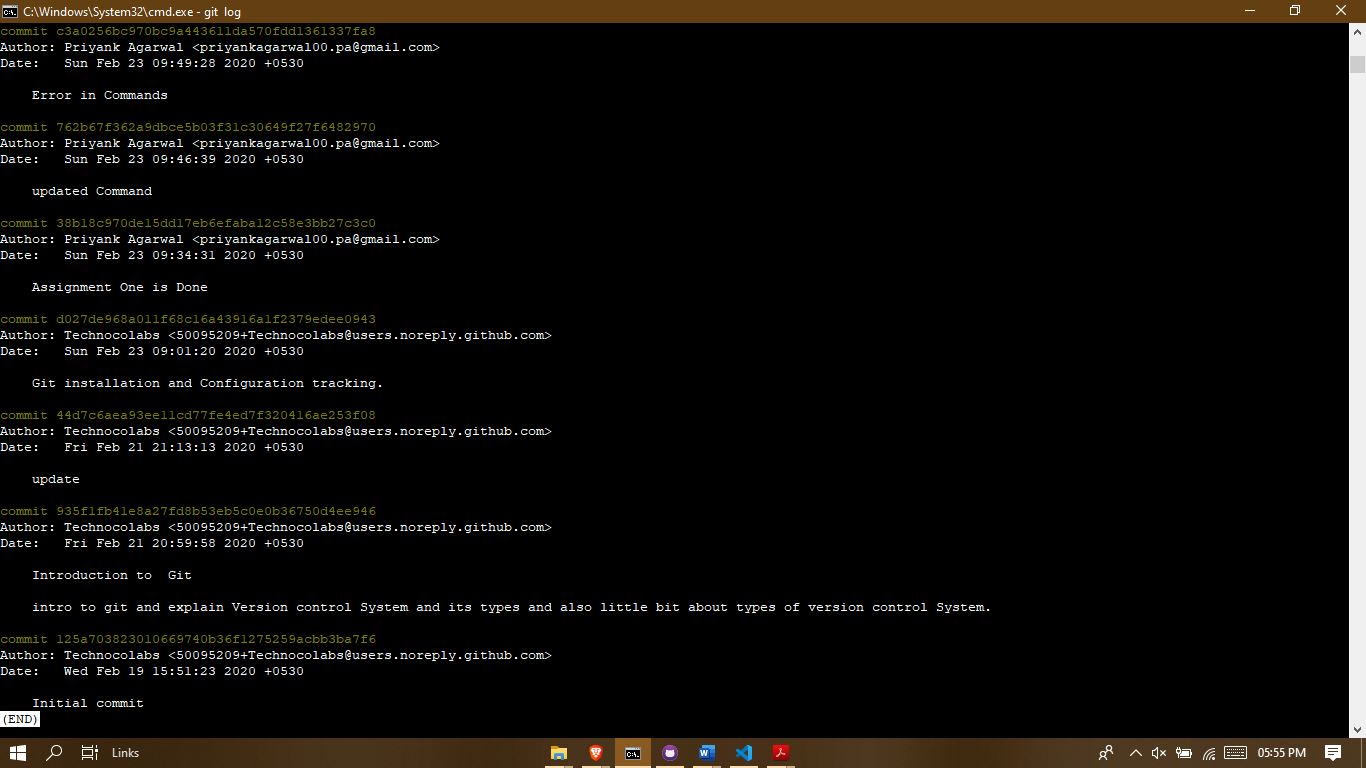 C:\Windows\System32\cmd.exe - git log
commit c3a0256bc970bc9a443611da570fdd1361337fa8
Author: Priyank Agarwal <priyankagarwal00.pa@gmail.com>
Date:   Sun Feb 23 09:49:28 2020 +0530
Error in Commands
commit 762b67f362a9dbce5b03f31c30649f27f6482970
Author: Priyank Agarwal <priyankagarwal00.pa@gmail.com>
Date:   Sun Feb 23 09:46:39 2020 +0530
updated Command
commit 38b18c970de15dd17eb6efaba12c58e3bb27c3c0
Author: Priyank Agarwal <priyankagarwal00.pa@gmail.com>
Date:   Sun Feb 23 09:34:31 2020 +0530
Assignment One is Done
commit d027de968a011f68c16a43916a1f2379edee0943
Author: Technocolabs <50095209+Technocolabs@users.noreply.github.com>
Date:   Sun Feb 23 09:01:20 2020 +0530
Git installation and Configuration tracking.
commit 44d7c6aea93ee11cd77fe4ed7f320416ae253f08
Author: Technocolabs <50095209+Technocolabs@users.noreply.github.com>
Date:   Fri Feb 21 21:13:13 2020 +0530
update
commit 935f1fb41e8a27fd8b53eb5c0e0b36750d4ee946
Author: Technocolabs <50095209+Technocolabs@users.noreply.github.com>
Date:   Fri Feb 21 20:59:58 2020 +0530
Introduction to  Git
intro to git and explain Version control System and its types and also little bit about types of version control System.
commit 125a703823010669740b36f1275259acbb3ba7f6
Author: Technocolabs <50095209+Technocolabs@users.noreply.github.com>
Date:   Wed Feb 19 15:51:23 2020 +0530
Initial commit
(END)
Links
05:55 PM